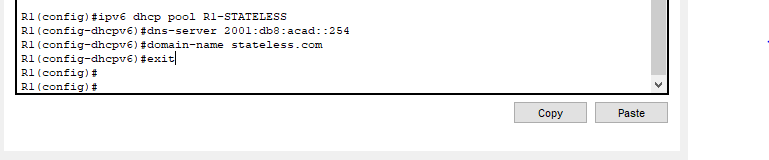 R1(config)#ipv6 dhcp pool R1-STATELESS
R1(config-dhcpv6)#dns-server 2001:db8:acad::254
R1(config-dhcpv6)#domain-name stateless.com
R1(config-dhcpv6)#exit
R1(config)#
R1(config)#
Copy Paste